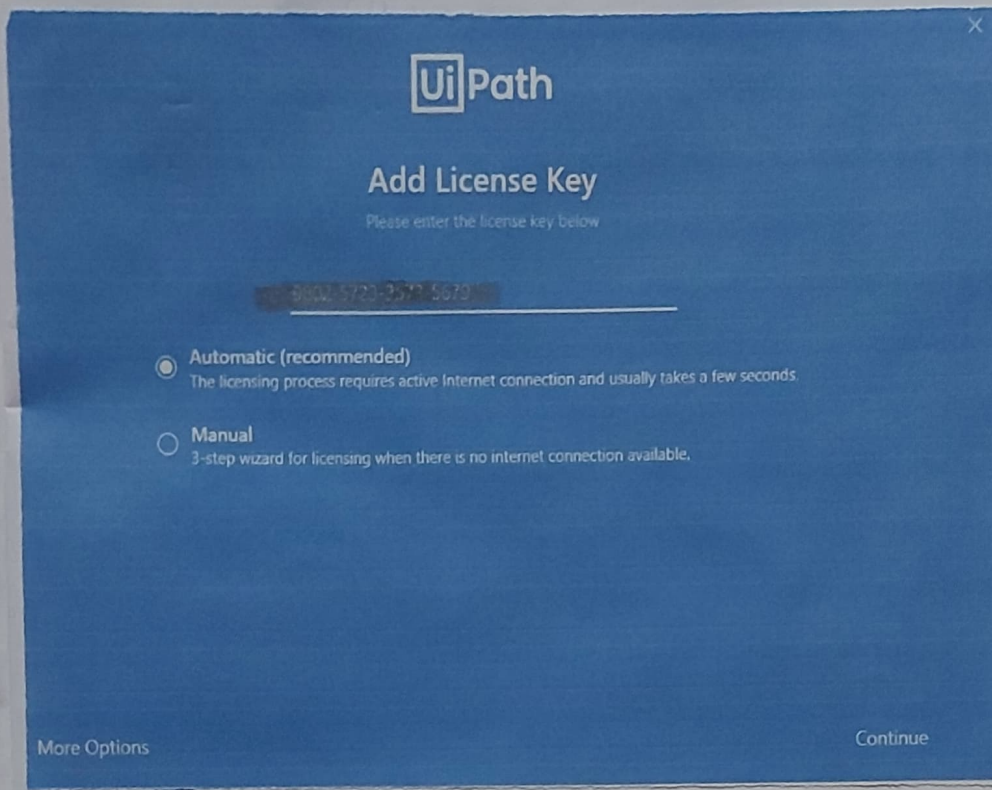 UiPath
Add License Key
Please enter the license key below
Automatic (recommended)
The licensing process requires active Internet connection and usually takes a few seconds.
Manual
3-step wizard for licensing when there is no internet connection available.
More Options
Continue